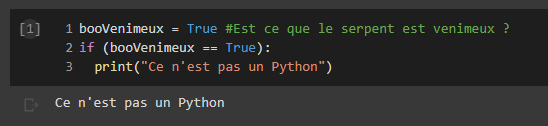 [1]
1 booVenimeux = True #Est ce que le serpent est venimeux ?
2 if (booVenimeux == True):
3   print("Ce n'est pas un Python")
Ce n'est pas un Python